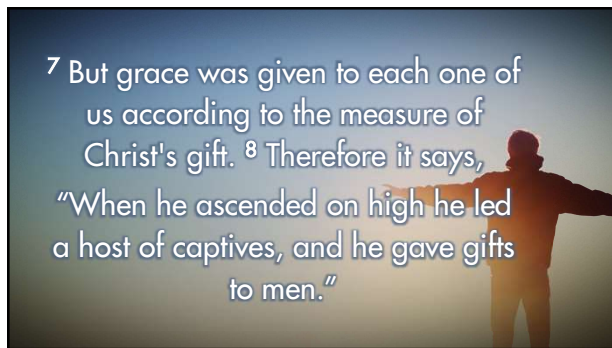 7 But grace was given to each one of
us according to the measure of
Christ's gift. 8 Therefore it says,
“When he ascended on high he led
a host of captives, and he gave gifts
to men.”